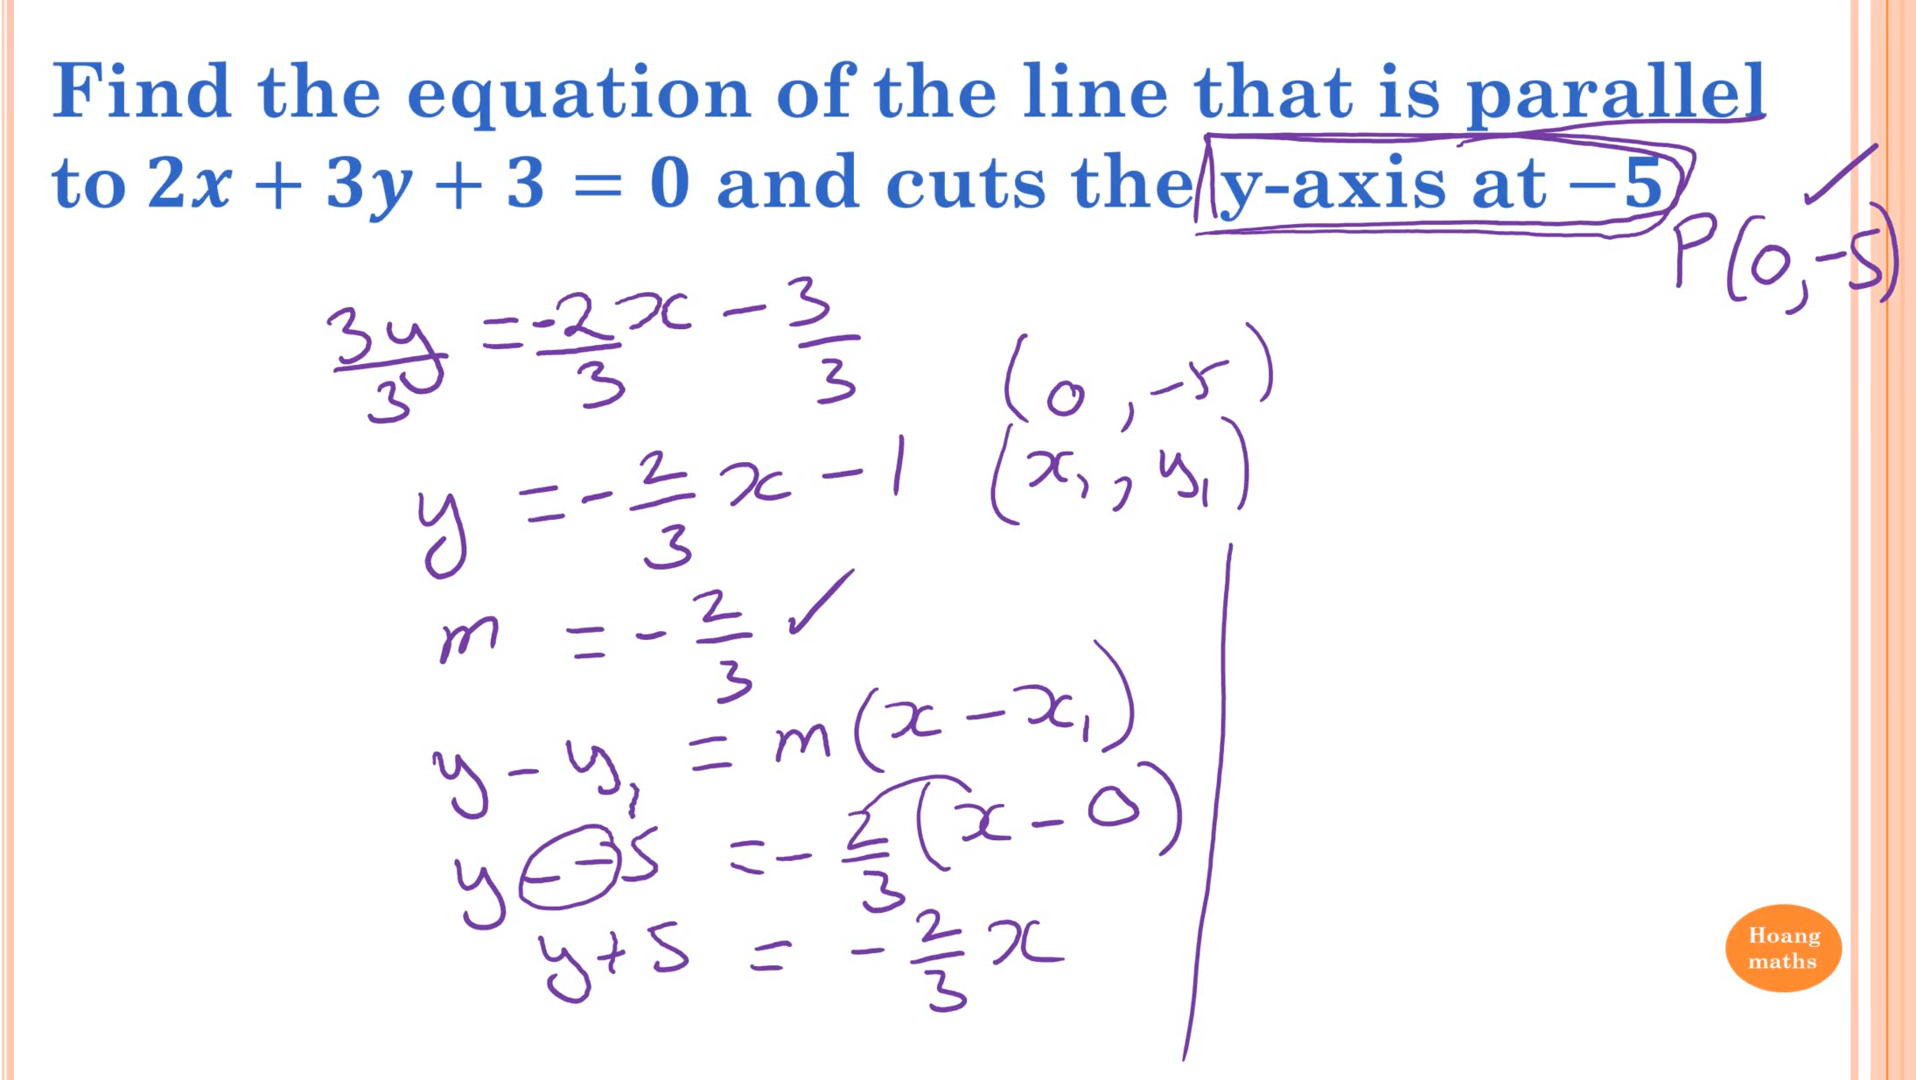 Find the equation of the line that is parallel
to 2x + 3y + 3 = 0 and cuts the y-axis at −5
P(0, -5)
3y/3 = -2x/3 - 3/3
(0, -5)
y = -2/3 x - 1
(x₁, y₁)
m = -2/3 ✓
y - y₁ = m(x - x₁)
y - -5 = -2/3 (x - 0)
y + 5 = -2/3 x
Hoang
maths